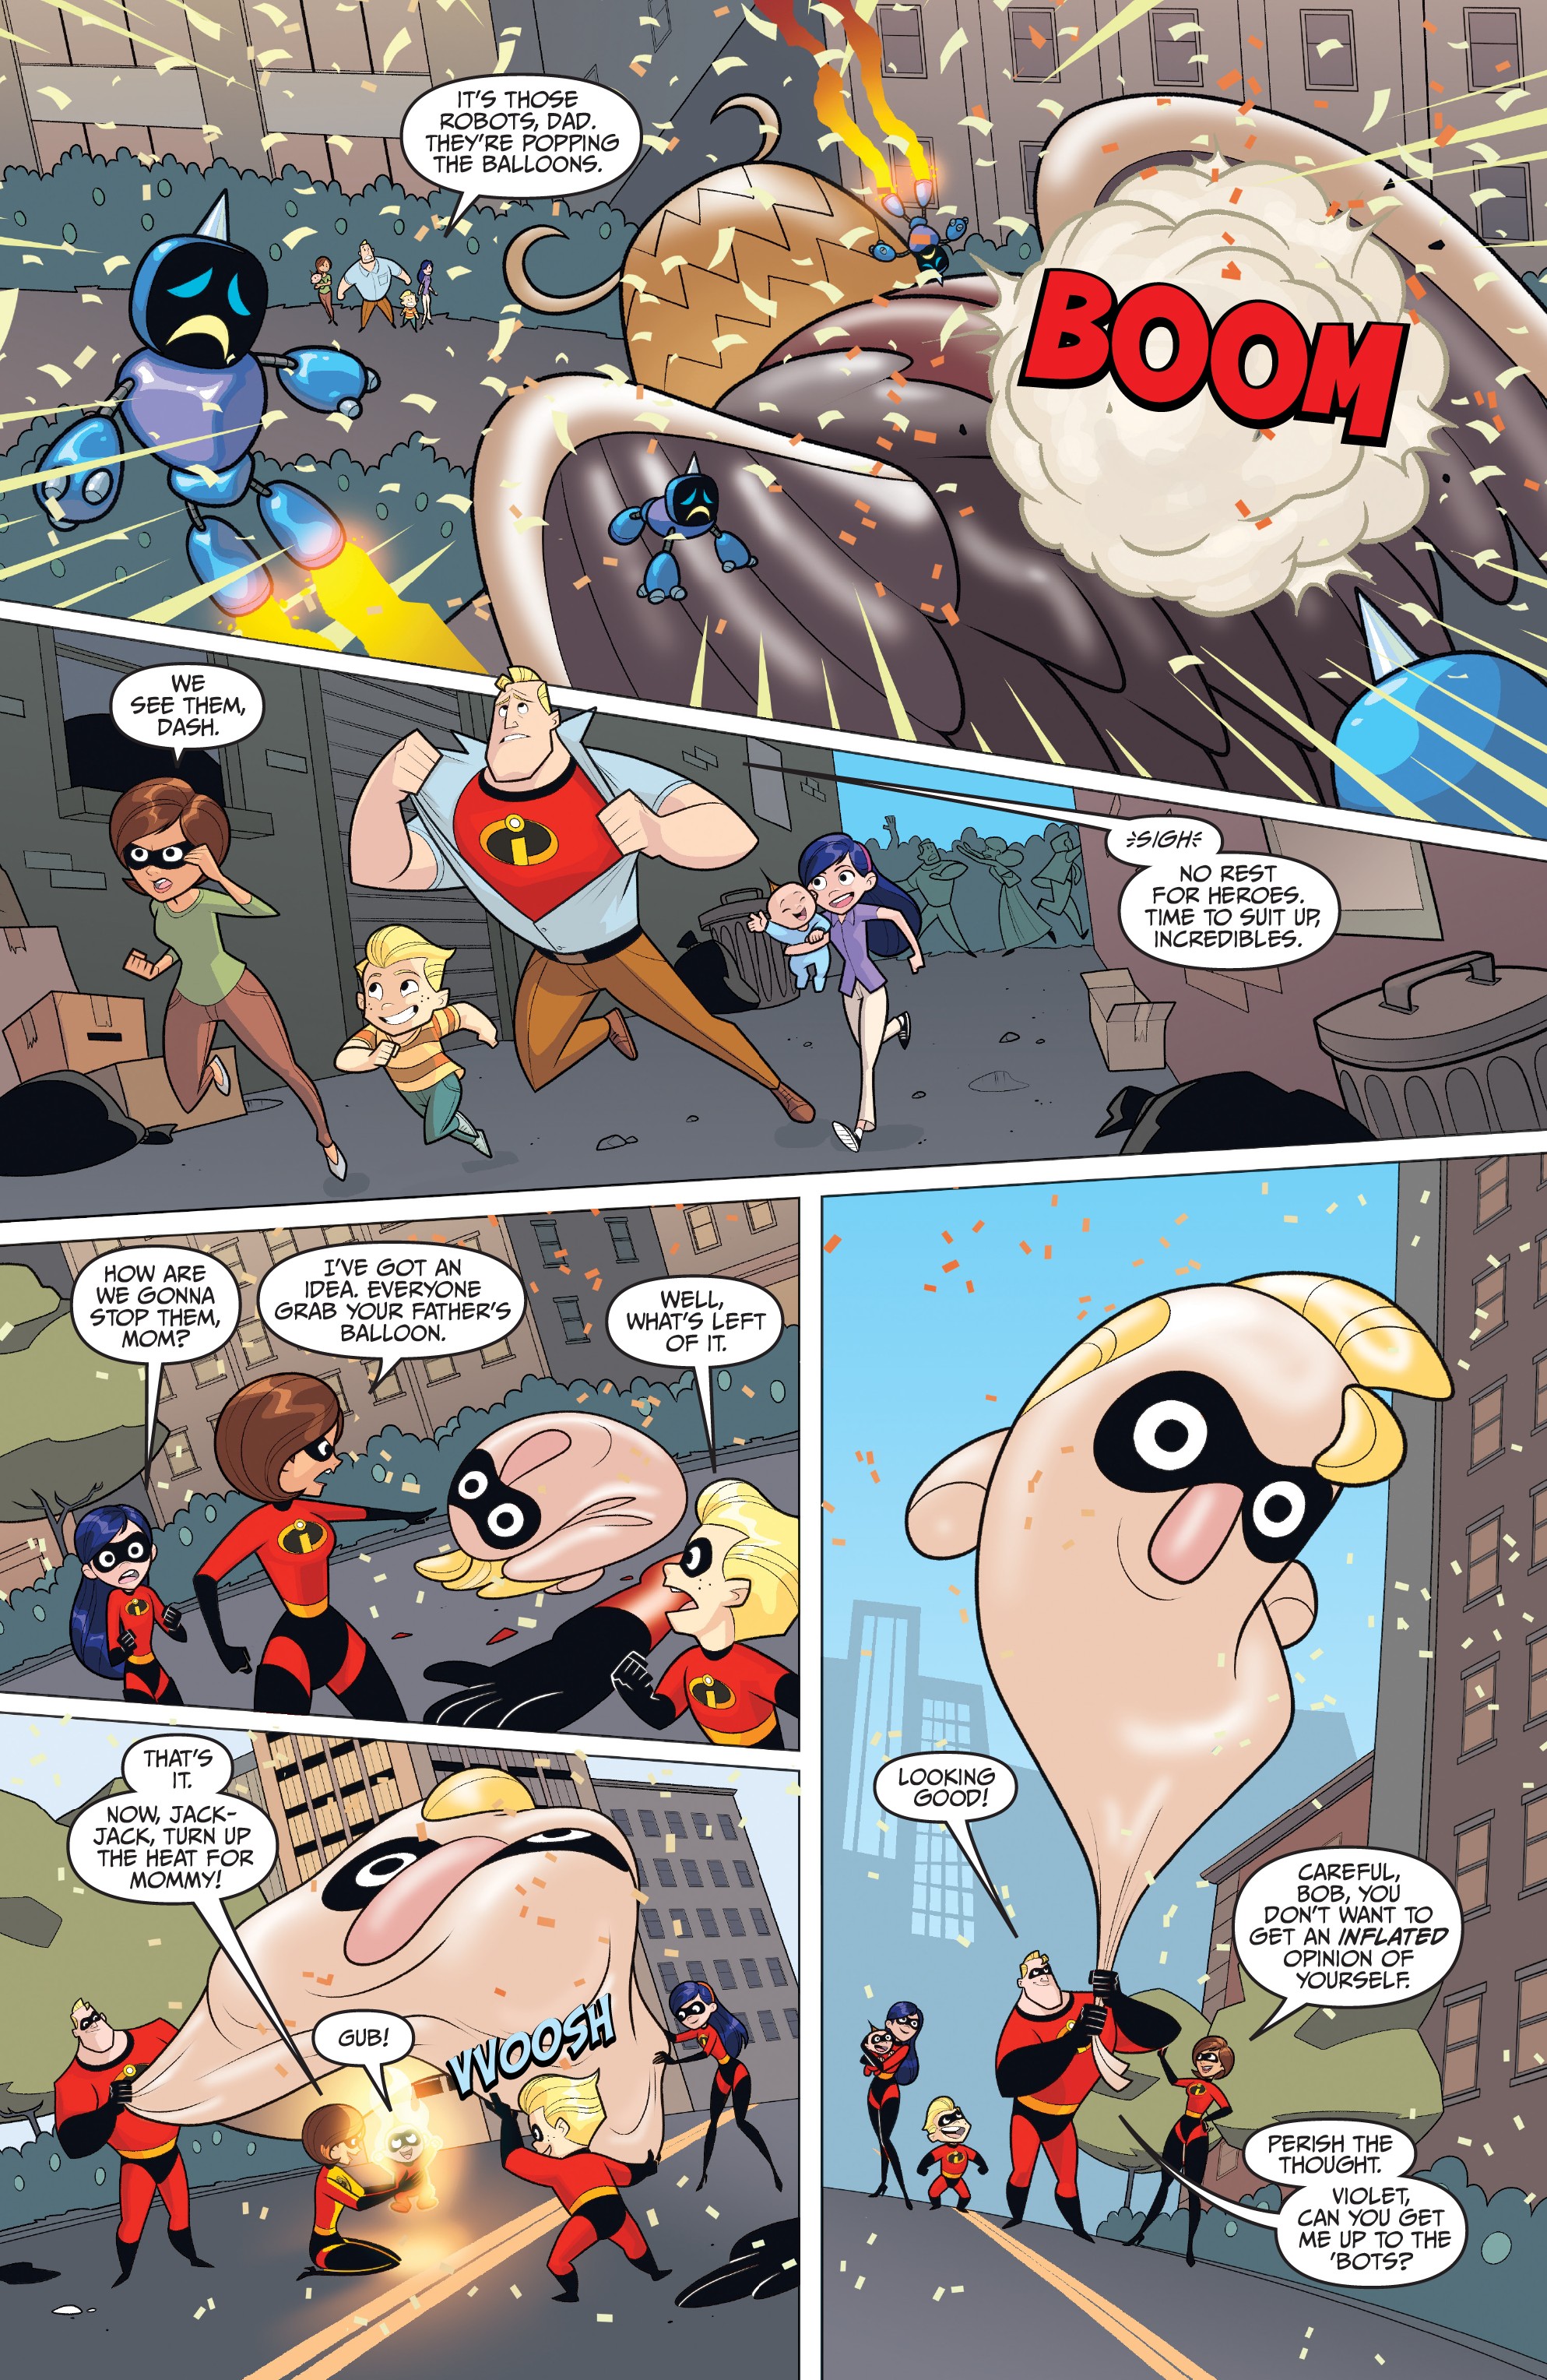 IT'S THOSE
ROBOTS, DAD.
THEY'RE POPPING
THE BALLOONS.
BOOM
WE
SEE THEM,
DASH.
SIGH
NO REST
FOR HEROES.
TIME TO SUIT UP,
INCREDIBLES.
HOW ARE
WE GONNA
STOP THEM,
MOM?
I'VE GOT AN
IDEA. EVERYONE
GRAB YOUR FATHER'S
BALLOON.
WELL,
WHAT'S LEFT
OF IT.
THAT'S
IT.
NOW, JACK-
JACK, TURN UP
THE HEAT FOR
MOMMY!
GUB!
WOOSH
LOOKING
GOOD!
CAREFUL,
BOB, YOU
DON'T WANT TO
GET AN INFLATED
OPINION OF
YOURSELF.
PERISH THE
THOUGHT.
VIOLET,
CAN YOU GET
ME UP TO THE
'BOTS?